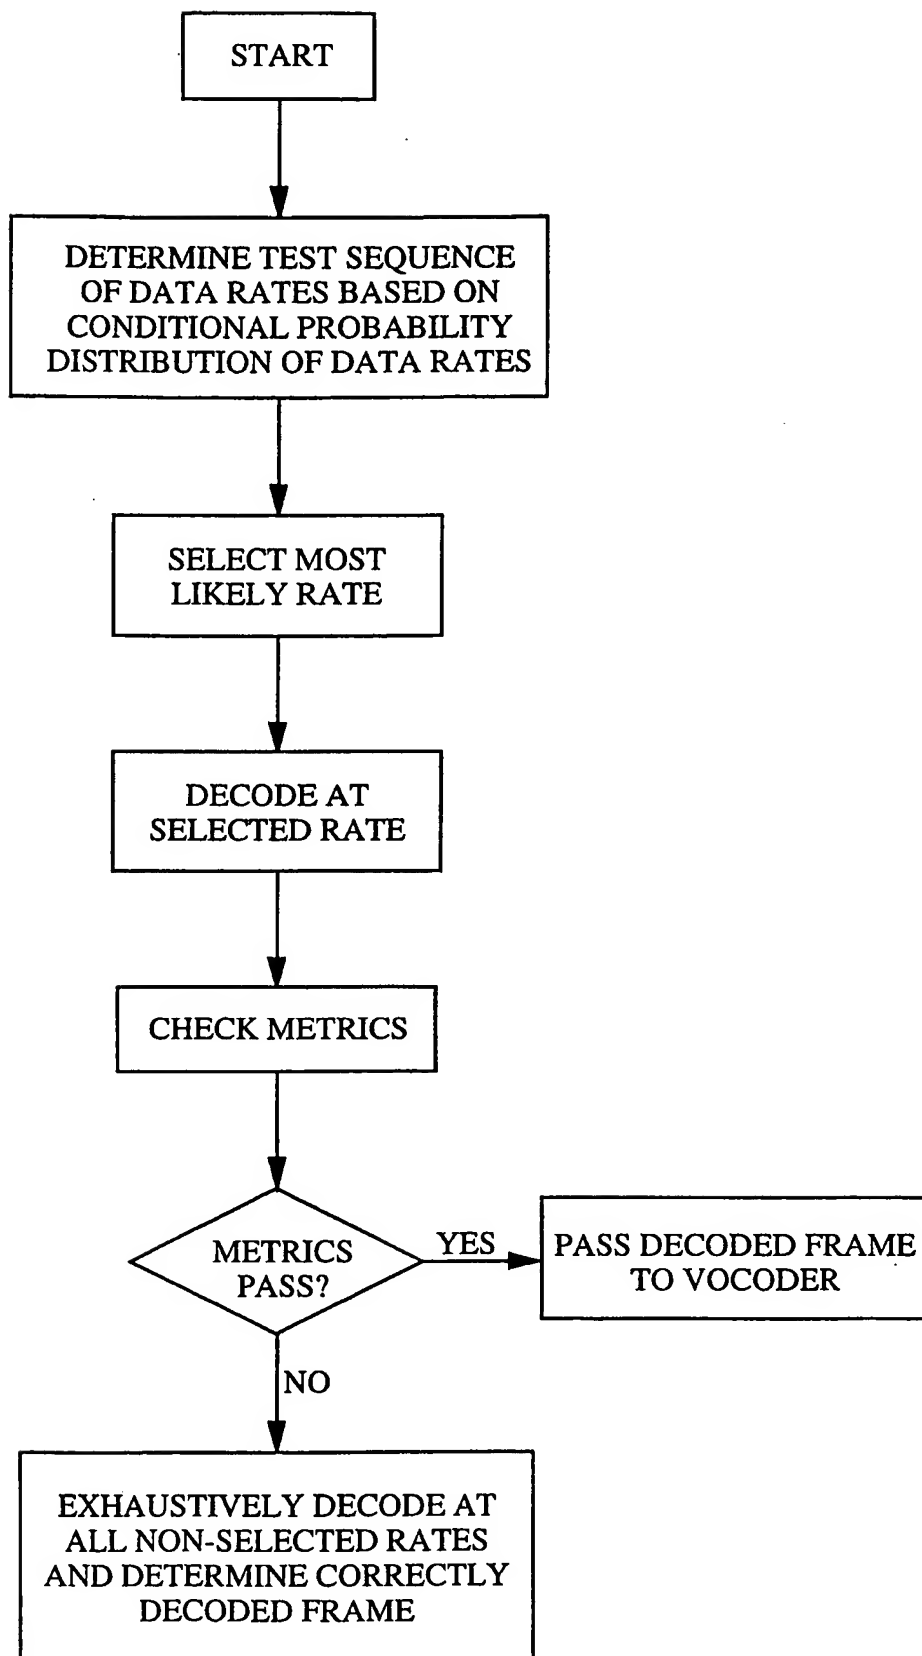 START
DETERMINE TEST SEQUENCE
OF DATA RATES BASED ON
CONDITIONAL PROBABILITY
DISTRIBUTION OF DATA RATES
SELECT MOST
LIKELY RATE
DECODE AT
SELECTED RATE
CHECK METRICS
METRICS
PASS?
YES
PASS DECODED FRAME
TO VOCODER
NO
EXHAUSTIVELY DECODE AT
ALL NON-SELECTED RATES
AND DETERMINE CORRECTLY
DECODED FRAME